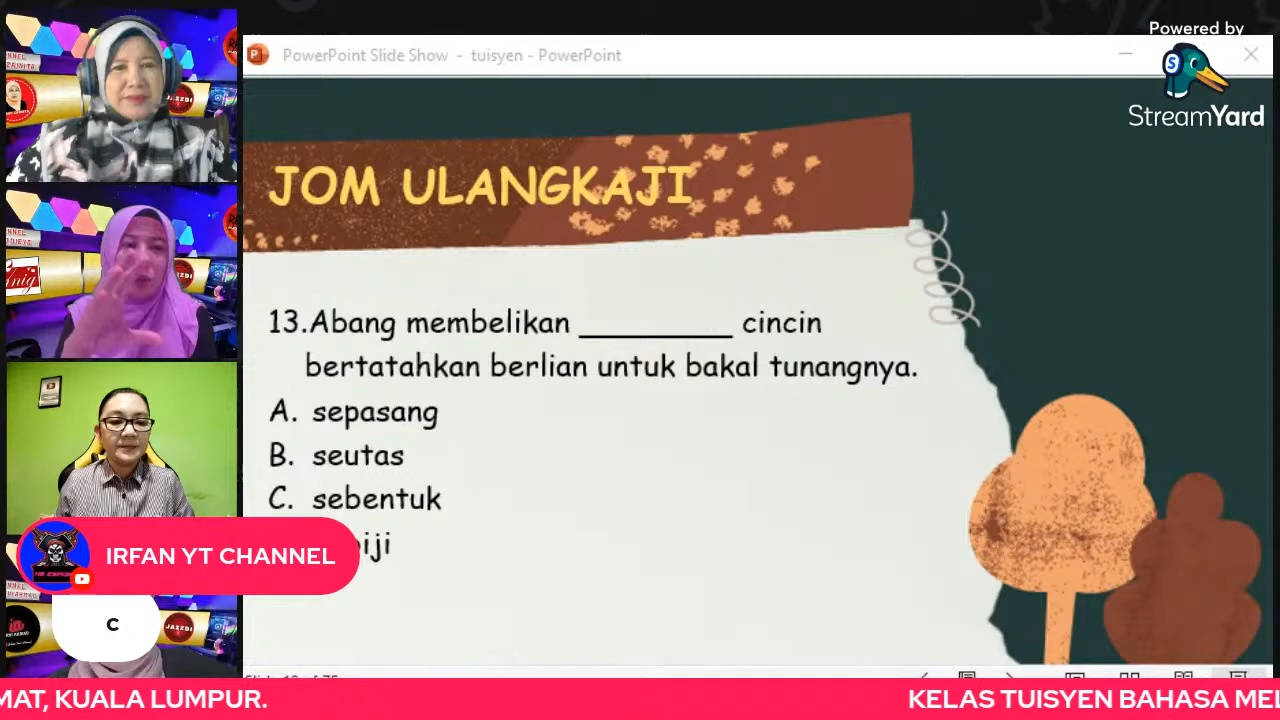 Powered by
StreamYard
PowerPoint Slide Show - tuisyen - PowerPoint
JOM ULANGKAJI
13.Abang membelikan _________ cincin
bertatahkan berlian untuk bakal tunangnya.
A. sepasang
B. seutas
C. sebentuk
biji
IRFAN YT CHANNEL
C
MAT, KUALA LUMPUR.
KELAS TUISYEN BAHASA MEL